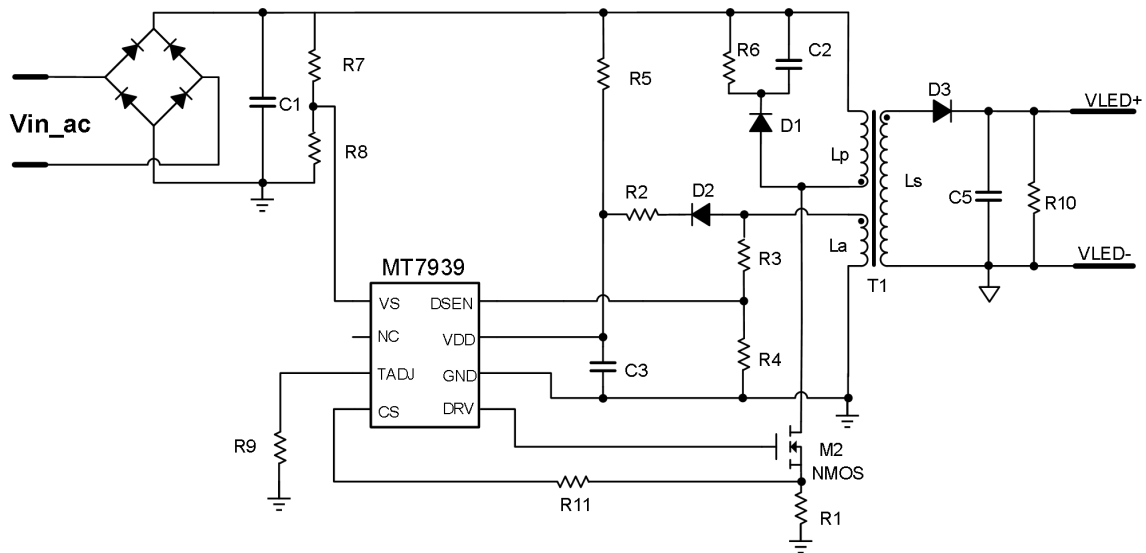 R7
C1
Vin_ac
R8
R5
R6
C2
D1
Lp
D3
VLED+
Ls
C5
R10
VLED-
T1
R2
D2
La
R3
R4
MT7939
VS
DSEN
NC
VDD
TADJ
GND
CS
DRV
C3
R9
R11
M2
NMOS
R1